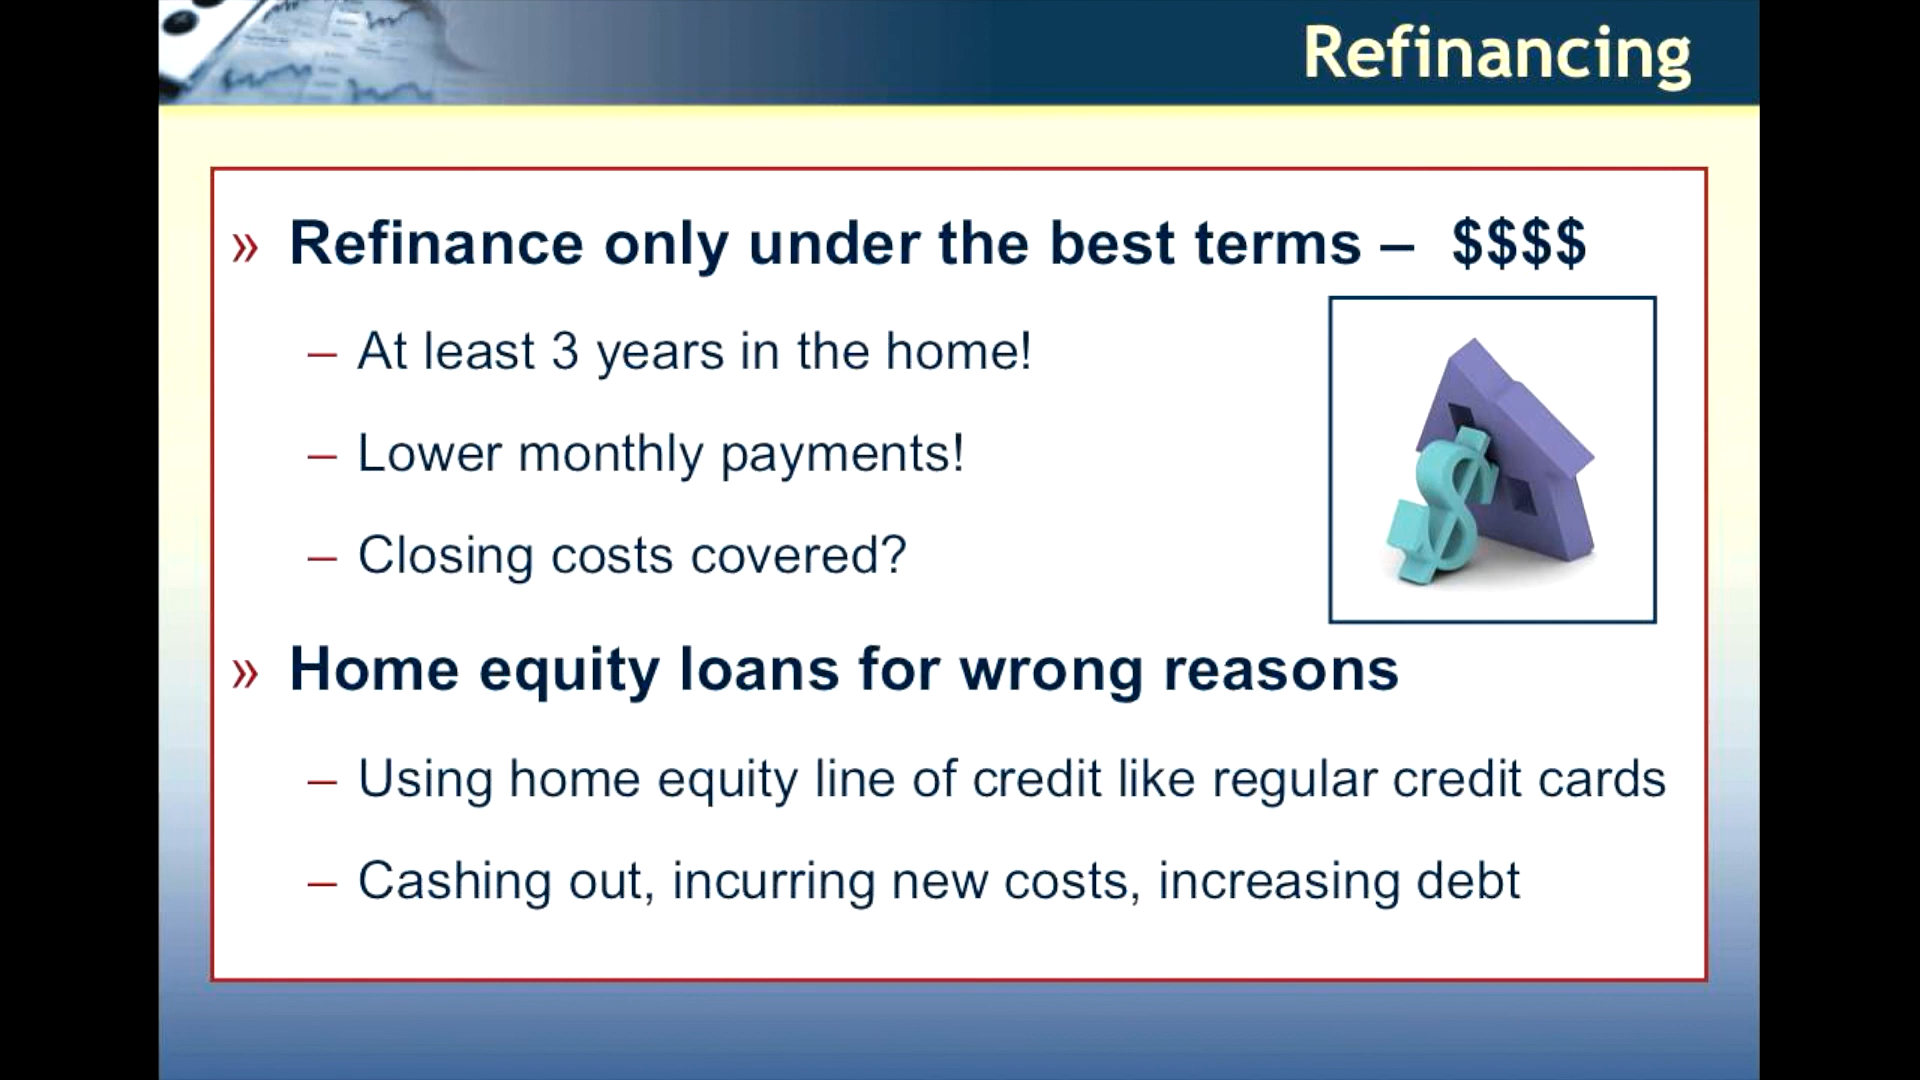 Refinancing
» Refinance only under the best terms – $$$$
– At least 3 years in the home!
– Lower monthly payments!
– Closing costs covered?
» Home equity loans for wrong reasons
– Using home equity line of credit like regular credit cards
– Cashing out, incurring new costs, increasing debt